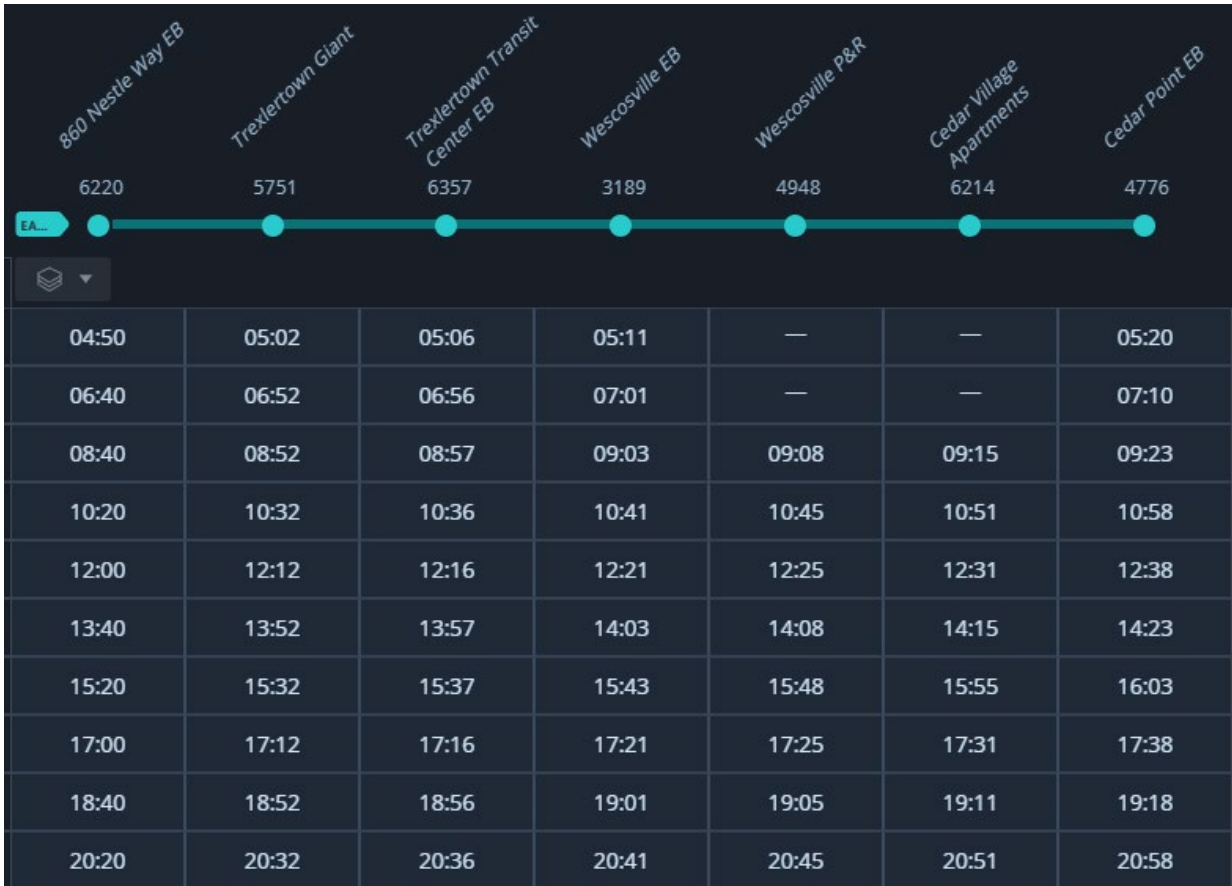 860 Nestle Way EB
Trexlertown Giant
Trexlertown Transit
Center EB
Wescosville EB
Wescosville P&R
Cedar Village
Apartments
Cedar Point EB
6220 5751 6357 3189 4948 6214 4776
EA...
04:50 05:02 05:06 05:11 — — 05:20
06:40 06:52 06:56 07:01 — — 07:10
08:40 08:52 08:57 09:03 09:08 09:15 09:23
10:20 10:32 10:36 10:41 10:45 10:51 10:58
12:00 12:12 12:16 12:21 12:25 12:31 12:38
13:40 13:52 13:57 14:03 14:08 14:15 14:23
15:20 15:32 15:37 15:43 15:48 15:55 16:03
17:00 17:12 17:16 17:21 17:25 17:31 17:38
18:40 18:52 18:56 19:01 19:05 19:11 19:18
20:20 20:32 20:36 20:41 20:45 20:51 20:58